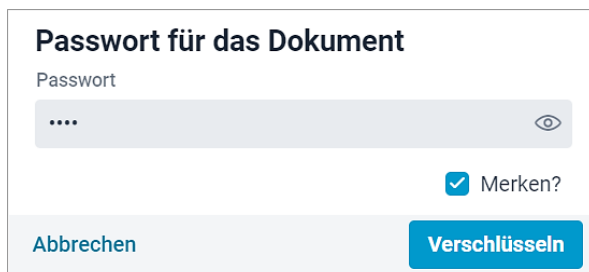 Passwort für das Dokument
Passwort
••••
Merken?
Abbrechen Verschlüsseln